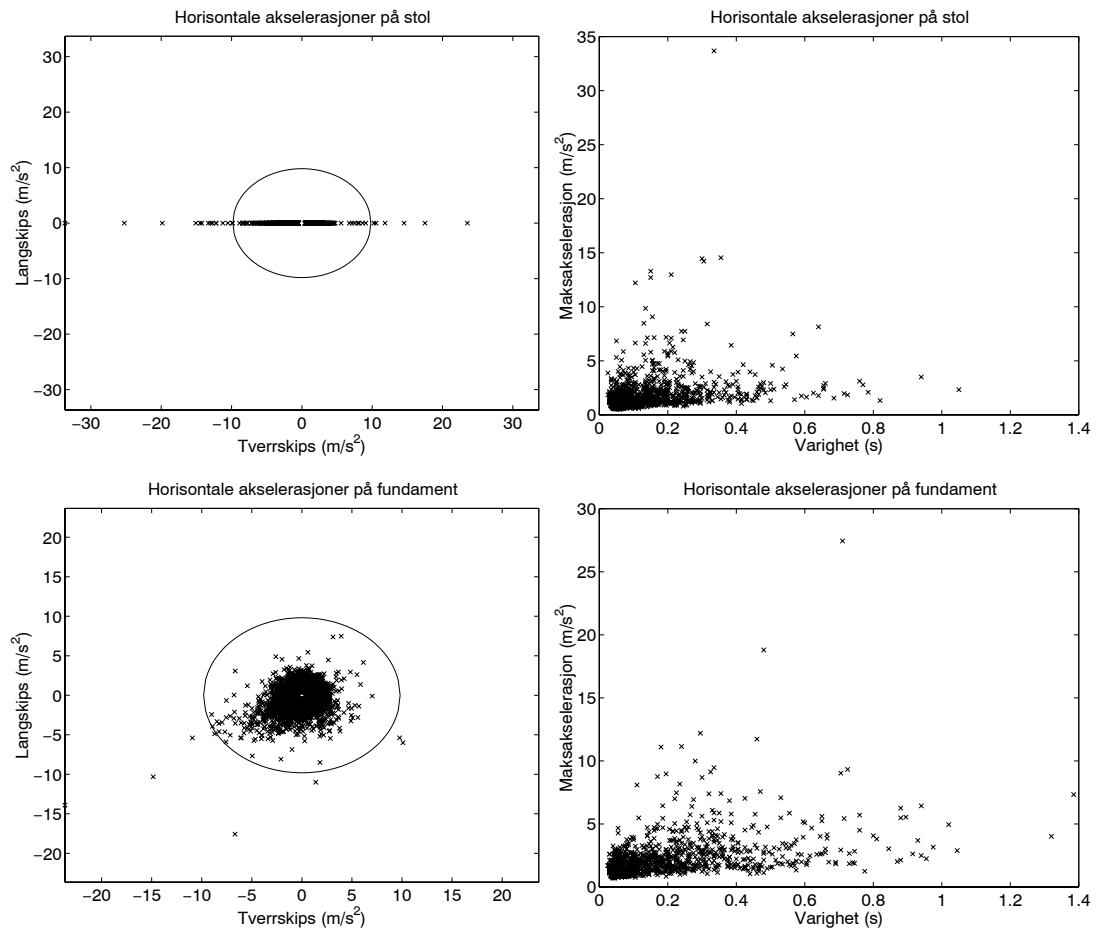 Horisontale akselerasjoner på stol
Langskips (m/s²)
30
20
10
0
−10
−20
−30
−30 −20 −10 0 10 20 30
Tverrskips (m/s²)
Horisontale akselerasjoner på stol
Maksakselerasjon (m/s²)
35
30
25
20
15
10
5
0
0 0.2 0.4 0.6 0.8 1 1.2 1.4
Varighet (s)
Horisontale akselerasjoner på fundament
Langskips (m/s²)
20
15
10
5
0
−5
−10
−15
−20
−20 −15 −10 −5 0 5 10 15 20
Tverrskips (m/s²)
Horisontale akselerasjoner på fundament
Maksakselerasjon (m/s²)
30
25
20
15
10
5
0
0 0.2 0.4 0.6 0.8 1 1.2 1.4
Varighet (s)